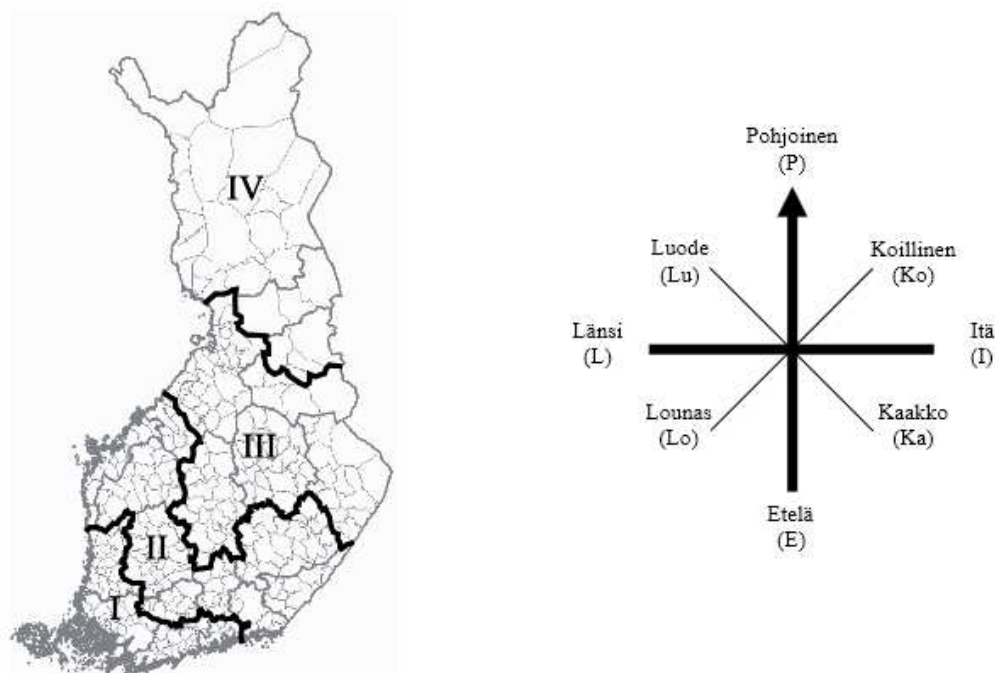 IV
III
II
I
Pohjoinen
(P)
Luode
(Lu)
Koillinen
(Ko)
Länsi
(L)
Itä
(I)
Lounas
(Lo)
Kaakko
(Ka)
Etelä
(E)